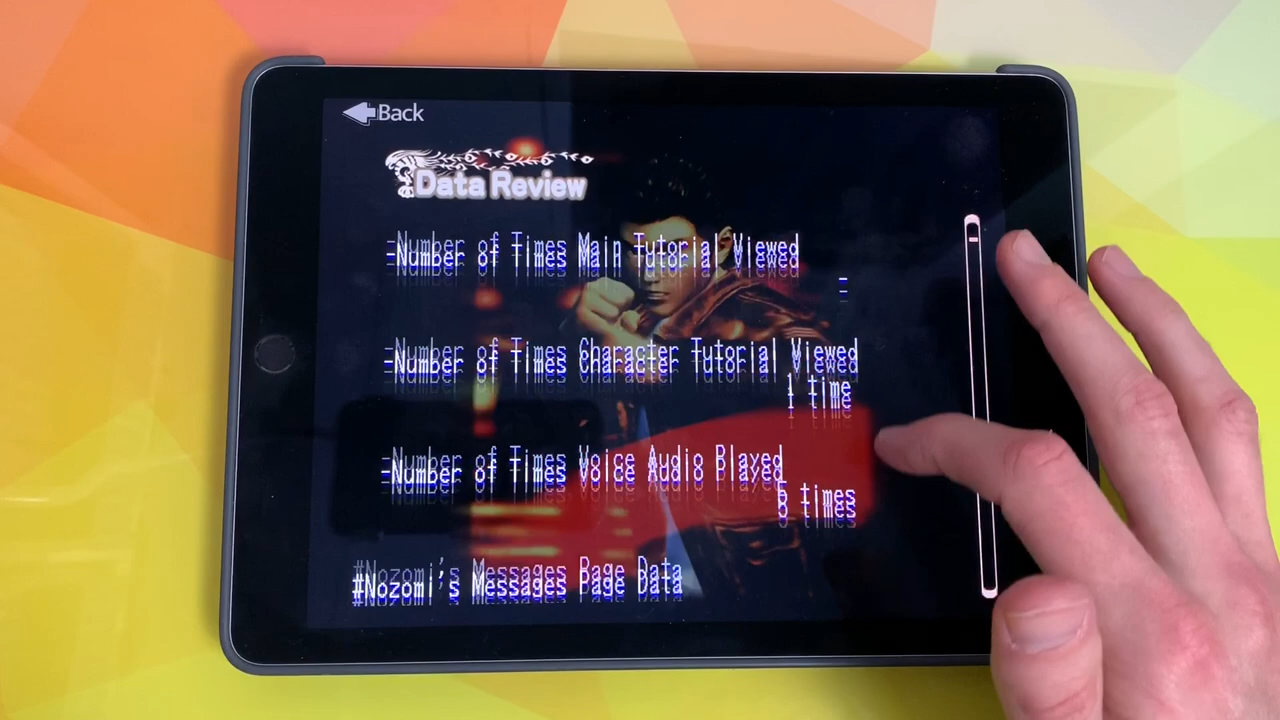 Back
Data Review
-Number of Times Main Tutorial Viewed
-
-Number of Times Character Tutorial Viewed
1 time
-Number of Times Voice Audio Played
times
#Nozomi's Messages Page Data